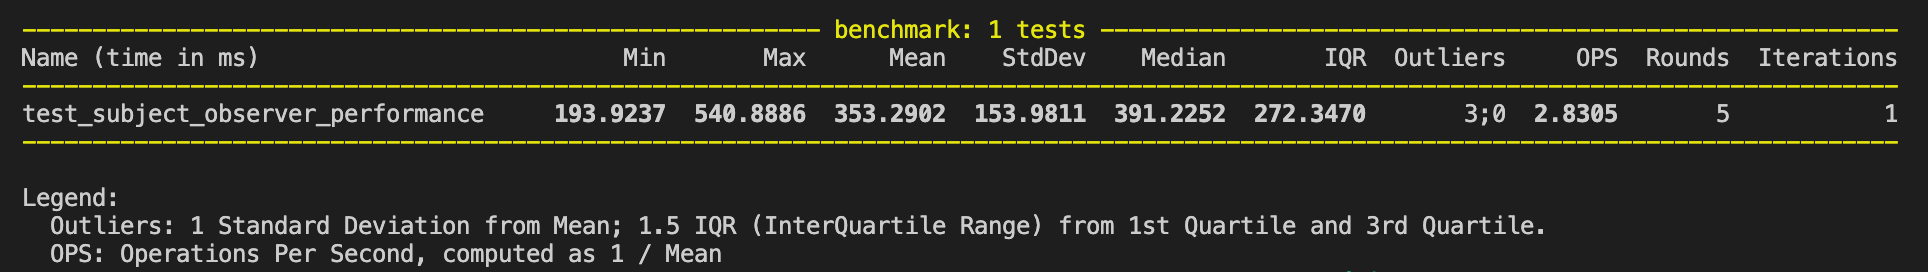 benchmark: 1 tests
Name (time in ms) Min Max Mean StdDev Median IQR Outliers OPS Rounds Iterations
test_subject_observer_performance 193.9237 540.8886 353.2902 153.9811 391.2252 272.3470 3;0 2.8305 5 1
Legend:
Outliers: 1 Standard Deviation from Mean; 1.5 IQR (InterQuartile Range) from 1st Quartile and 3rd Quartile.
OPS: Operations Per Second, computed as 1 / Mean